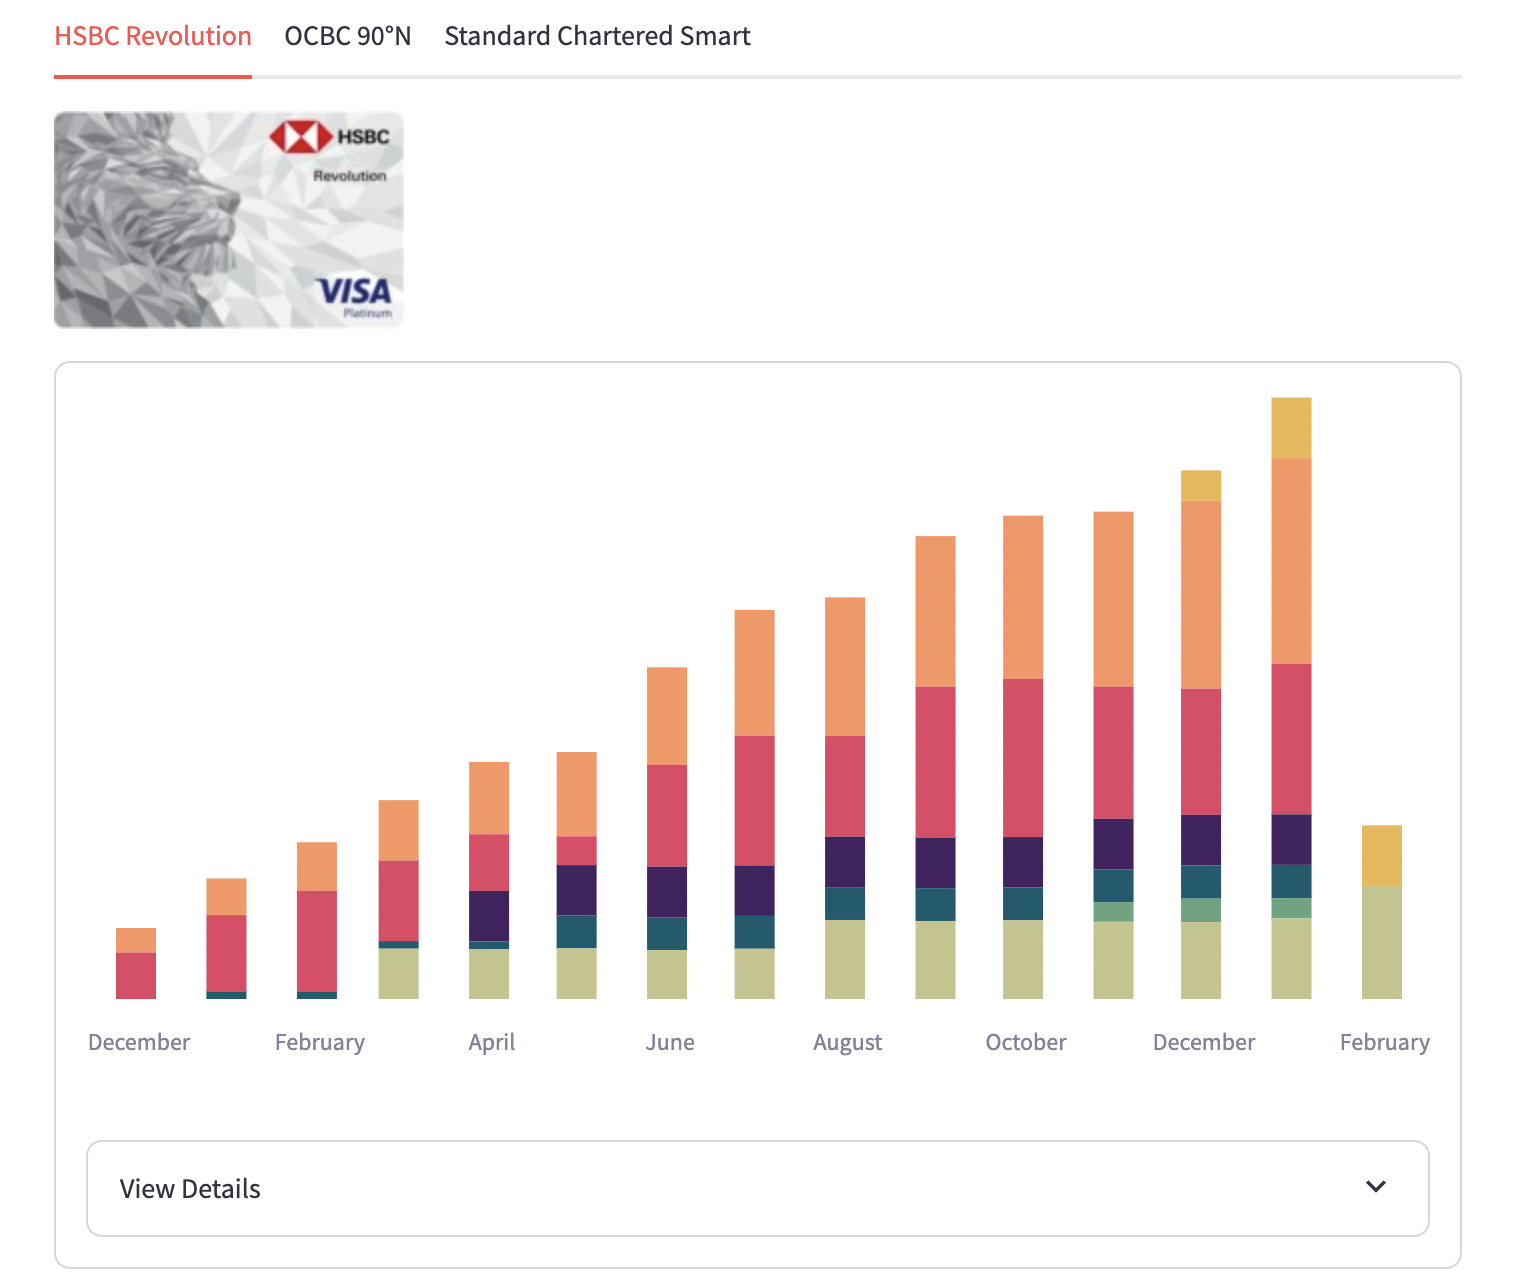 HSBC Revolution OCBC 90°N Standard Chartered Smart
HSBC
Revolution
VISA
Platinum
December February April June August October December February
View Details